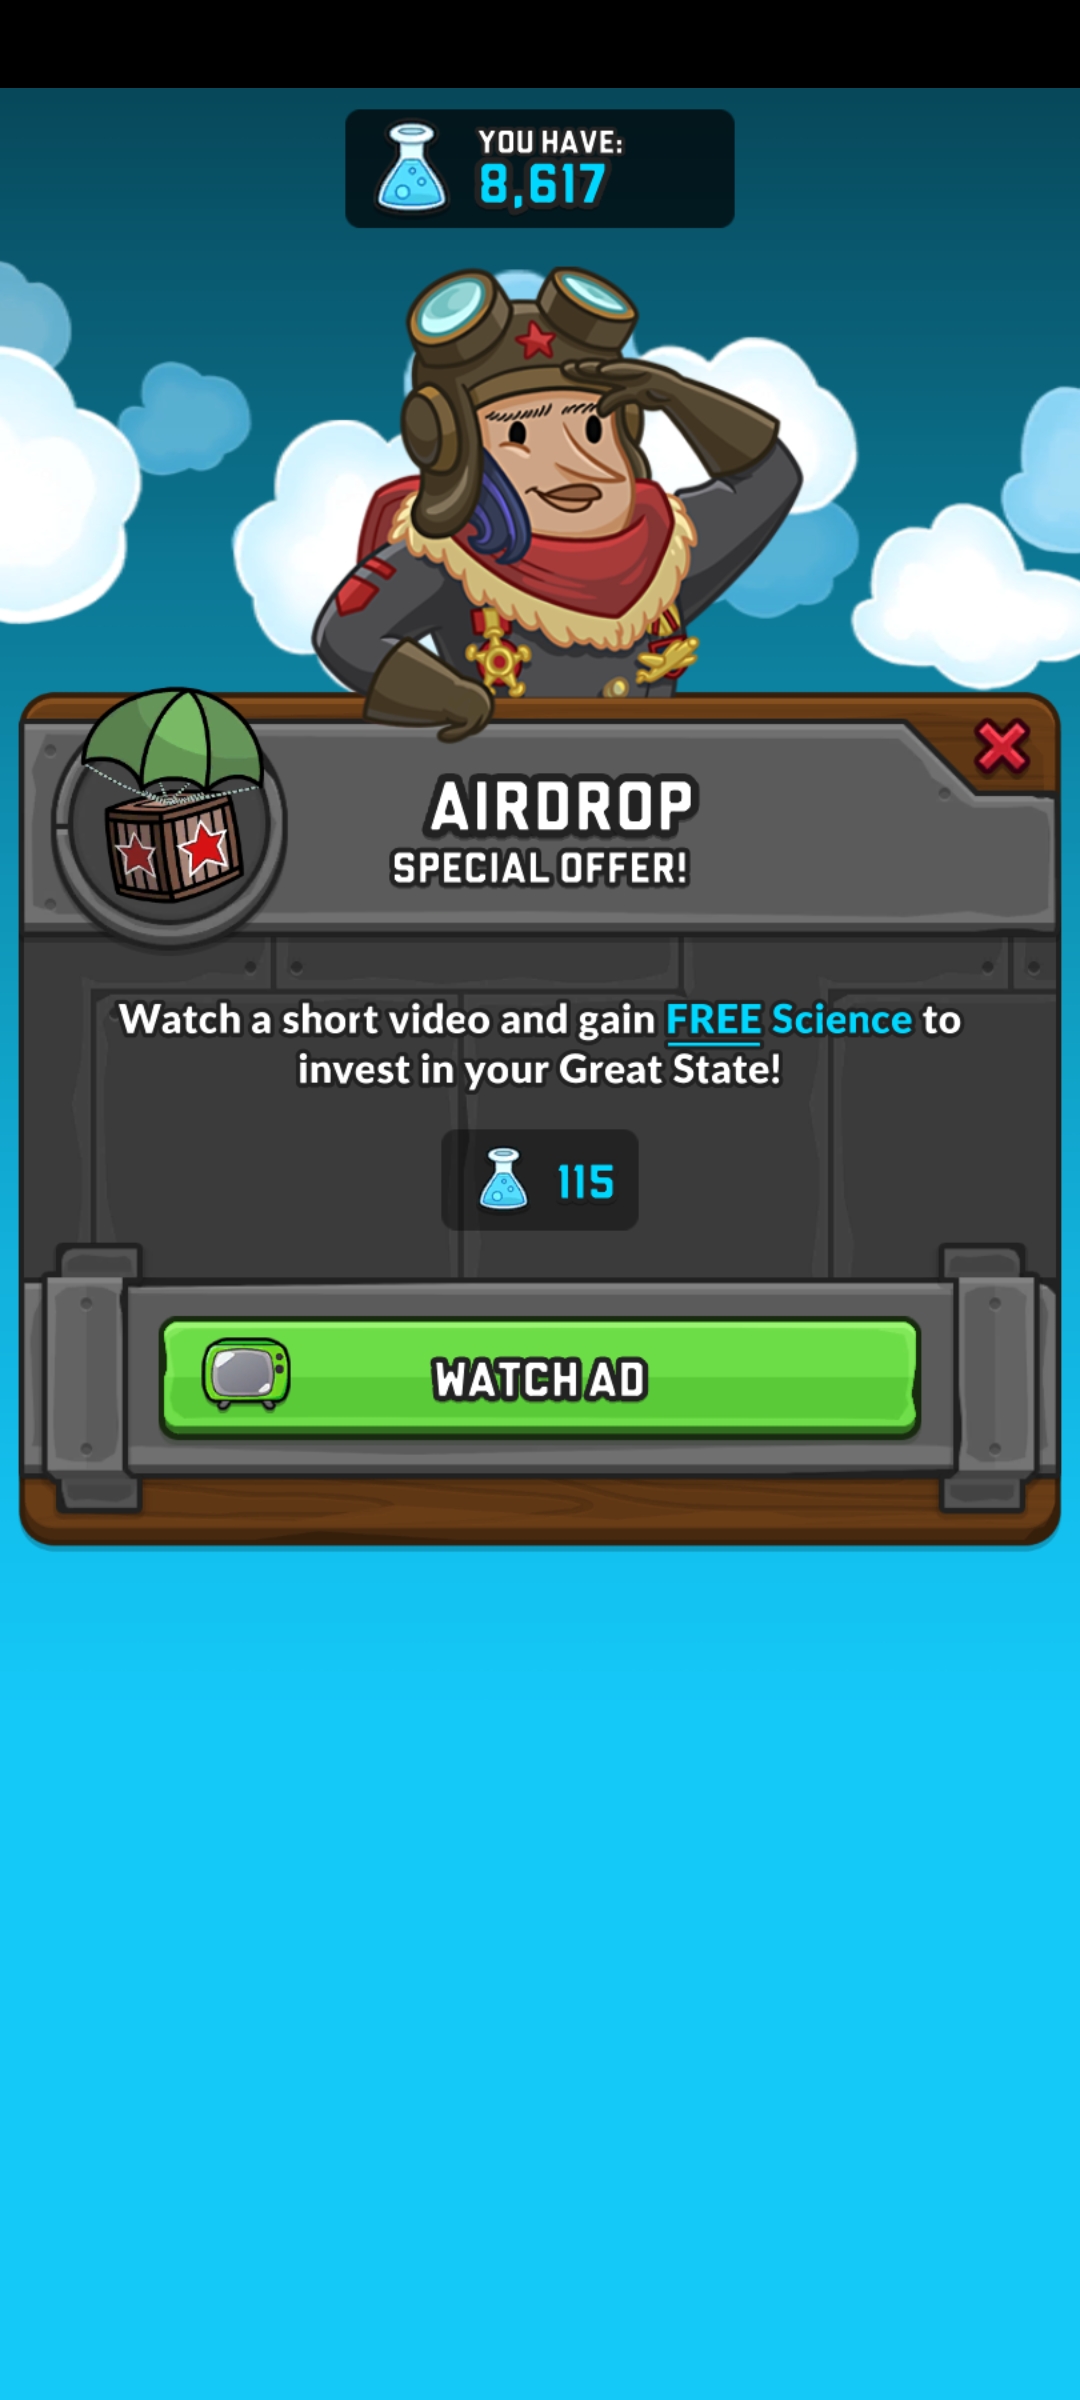 YOU HAVE:
8,617
AIRDROP
SPECIAL OFFER!
Watch a short video and gain FREE Science to
invest in your Great State!
115
WATCH AD